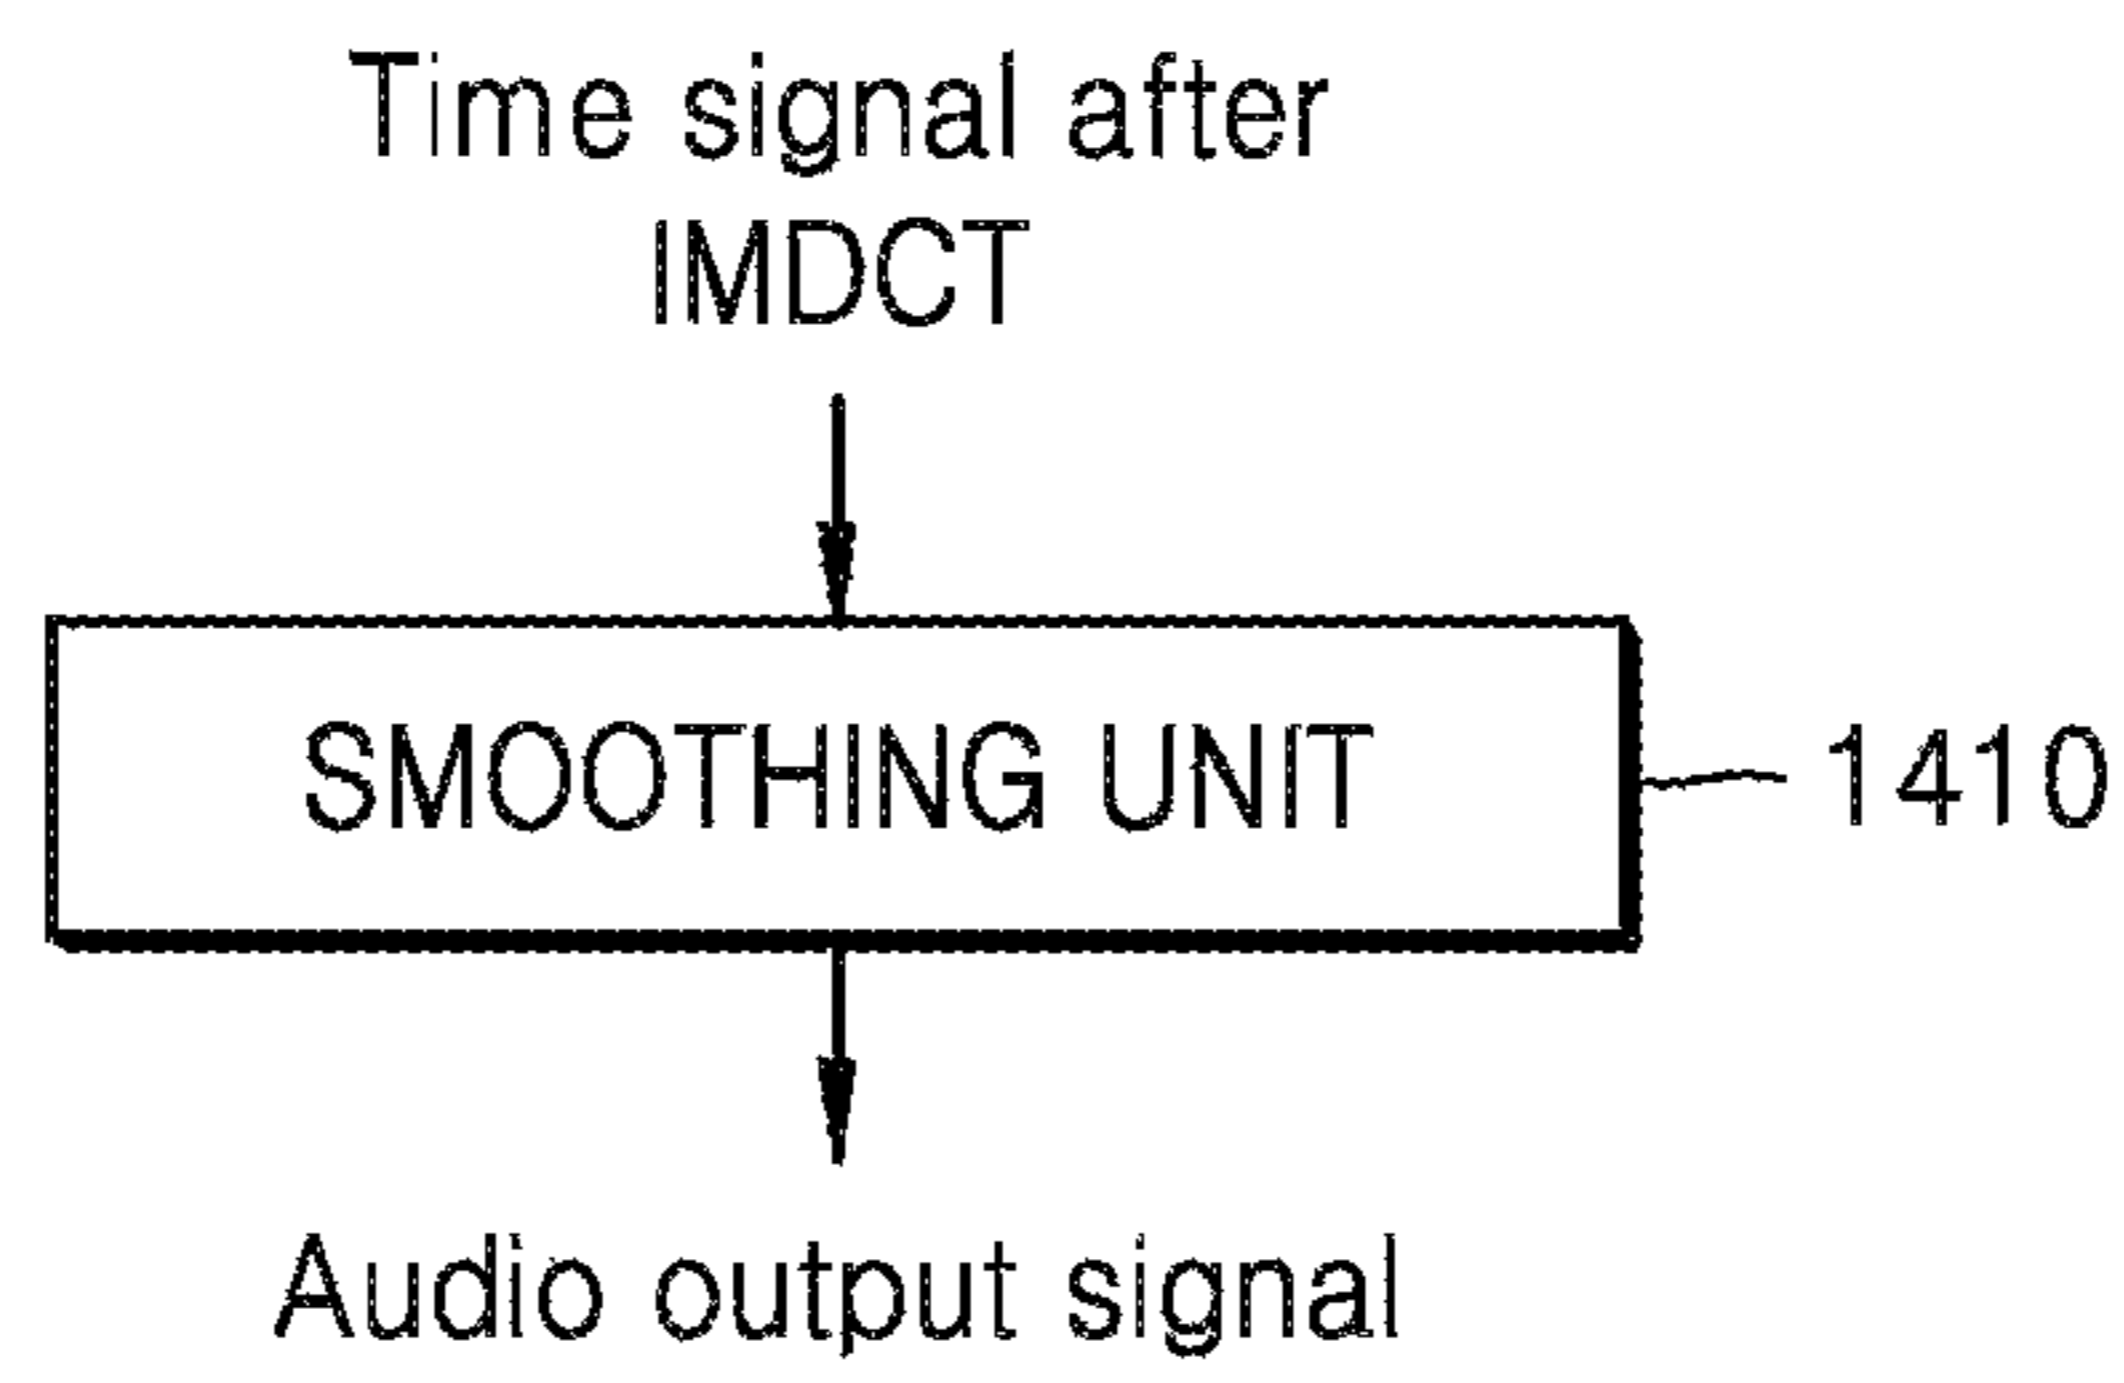 Time signal after
IMDCT
SMOOTHING UNIT
1410
Audio output signal